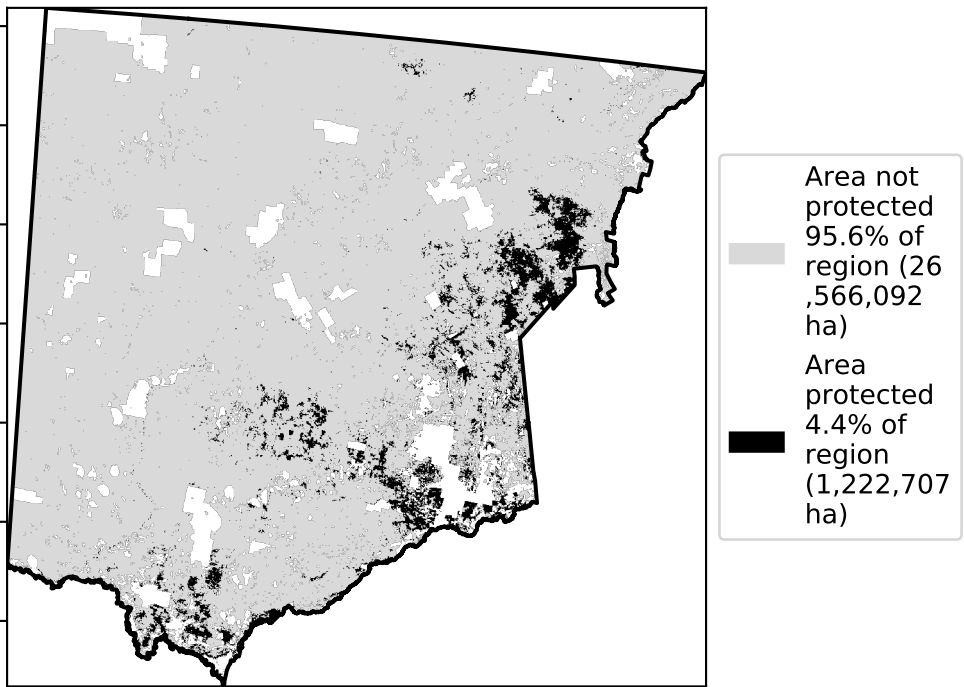 Area not
protected
95.6% of
region (26
,566,092
ha)
Area
protected
4.4% of
region
(1,222,707
ha)